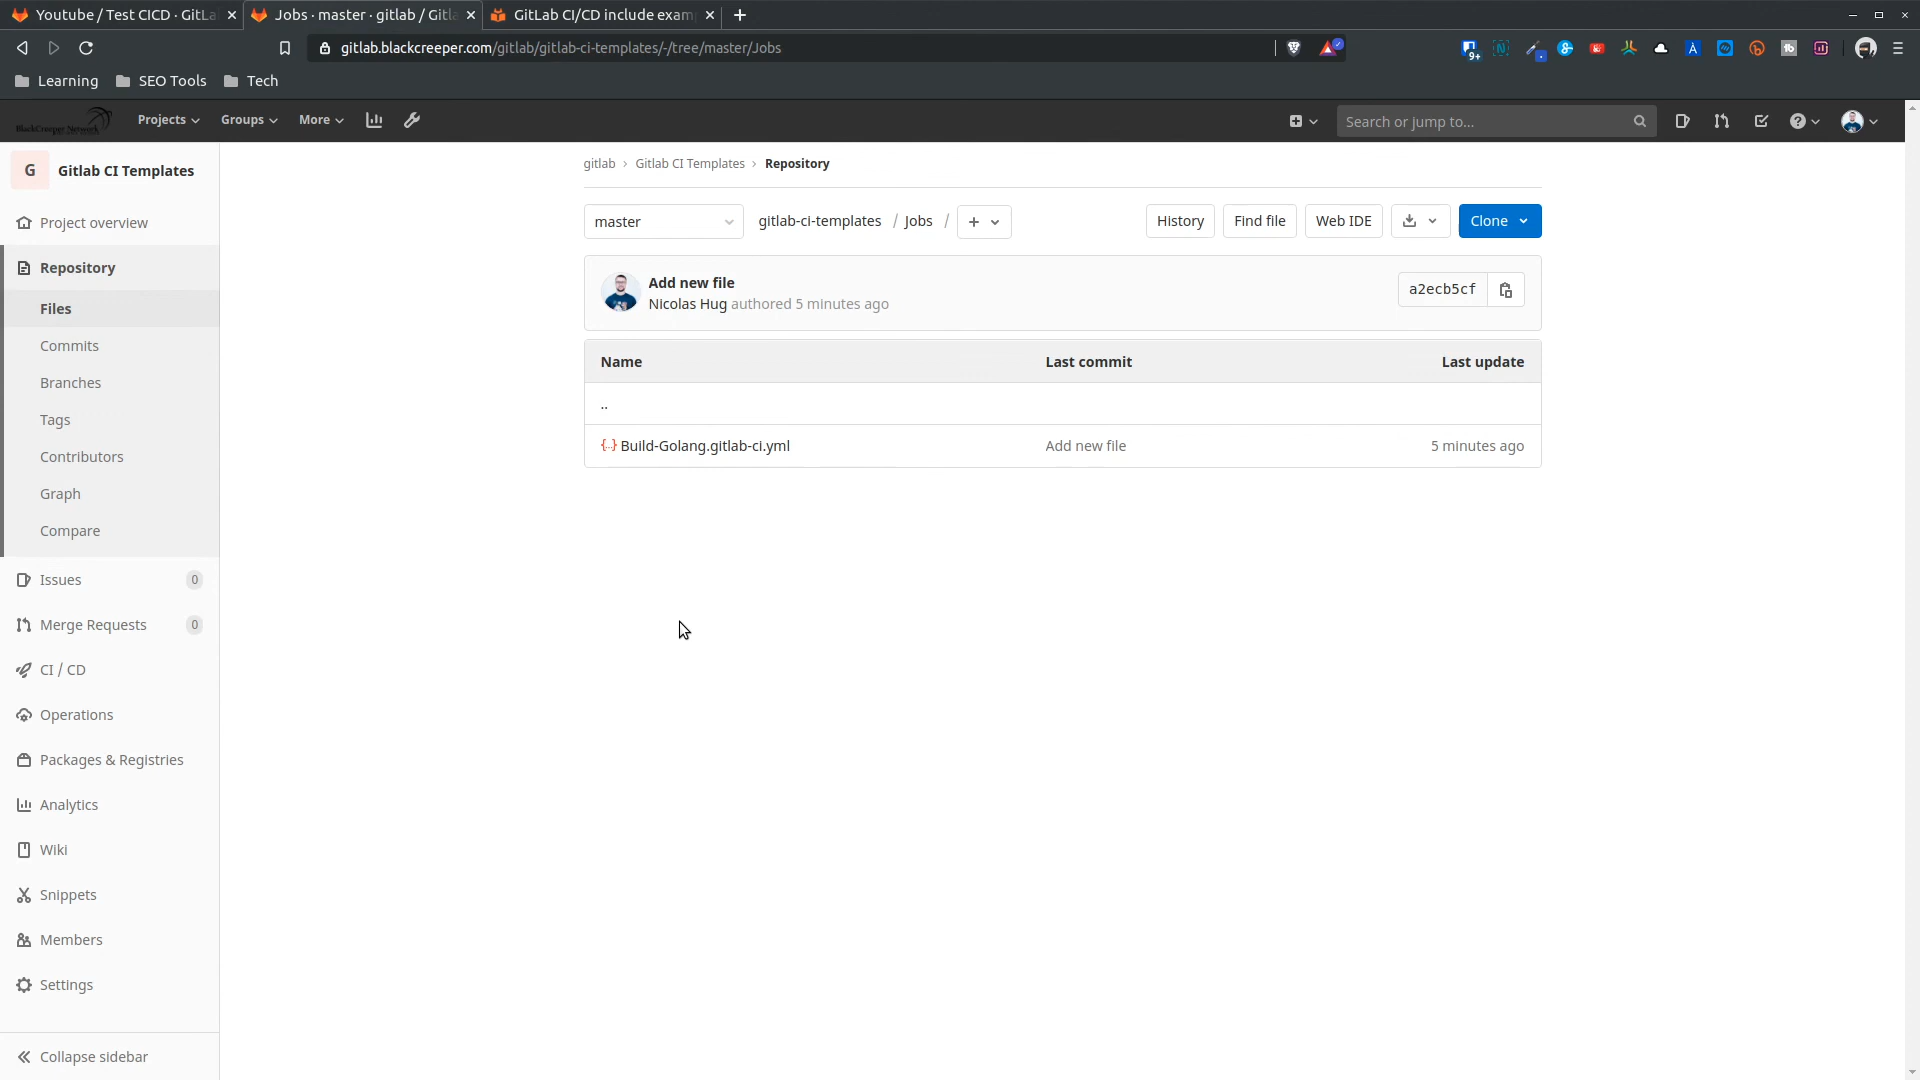 Youtube / Test CICD · GitLa
Jobs · master · gitlab / Gitla
GitLab CI/CD include exam
gitlab.blackcreeper.com/gitlab/gitlab-ci-templates/-/tree/master/Jobs
9+
Learning
SEO Tools
Tech
BlackCreeper Network
Projects
Groups
More
Search or jump to...
G
Gitlab CI Templates
Project overview
Repository
Files
Commits
Branches
Tags
Contributors
Graph
Compare
Issues
0
Merge Requests
0
CI / CD
Operations
Packages & Registries
Analytics
Wiki
Snippets
Members
Settings
Collapse sidebar
gitlab › Gitlab CI Templates › Repository
master
gitlab-ci-templates / Jobs /
+
History
Find file
Web IDE
Clone
Add new file
Nicolas Hug authored 5 minutes ago
a2ecb5cf
Name Last commit Last update
..
Build-Golang.gitlab-ci.yml Add new file 5 minutes ago